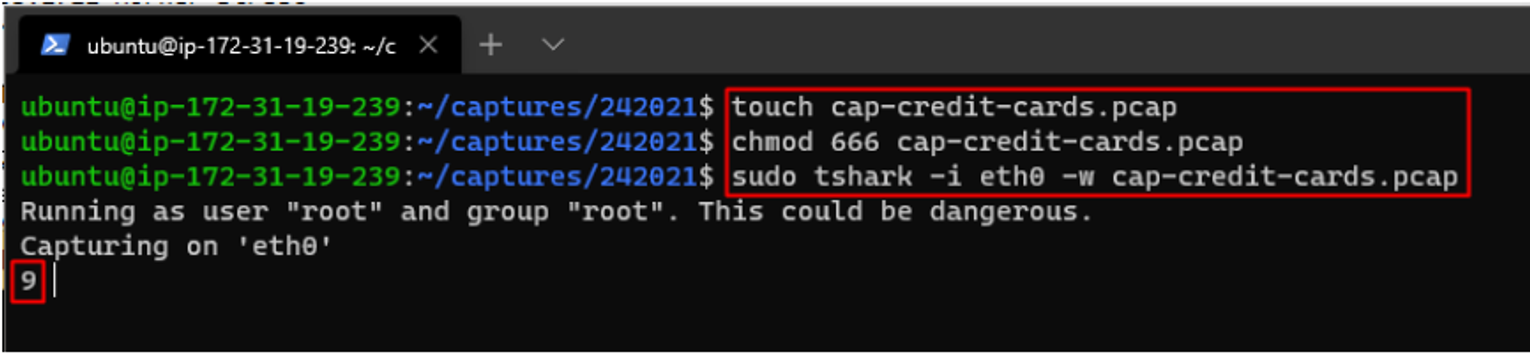 ubuntu@ip-172-31-19-239: ~/c
ubuntu@ip-172-31-19-239:~/captures/242021$ touch cap-credit-cards.pcap
ubuntu@ip-172-31-19-239:~/captures/242021$ chmod 666 cap-credit-cards.pcap
ubuntu@ip-172-31-19-239:~/captures/242021$ sudo tshark -i eth0 -w cap-credit-cards.pcap
Running as user "root" and group "root". This could be dangerous.
Capturing on 'eth0'
9